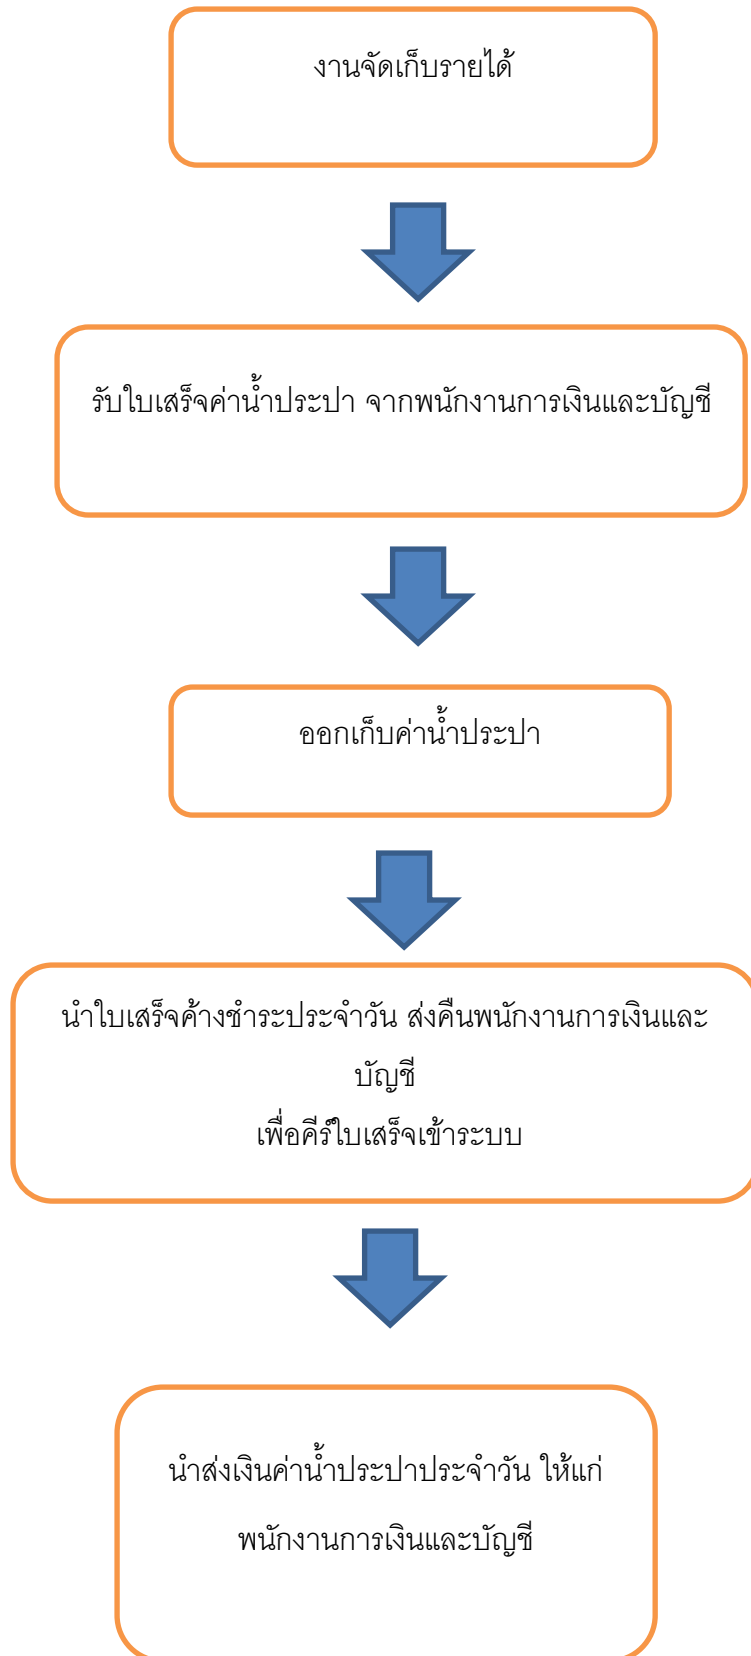 งานจัดเก็บรายได้
รับใบเสร็จค่าน้ำประปา จากพนักงานการเงินและบัญชี
ออกเก็บค่าน้ำประปา
นำใบเสร็จค้างชำระประจำวัน ส่งคืนพนักงานการเงินและ
บัญชี
เพื่อคีร์ใบเสร็จเข้าระบบ
นำส่งเงินค่าน้ำประปาประจำวัน ให้แก่
พนักงานการเงินและบัญชี